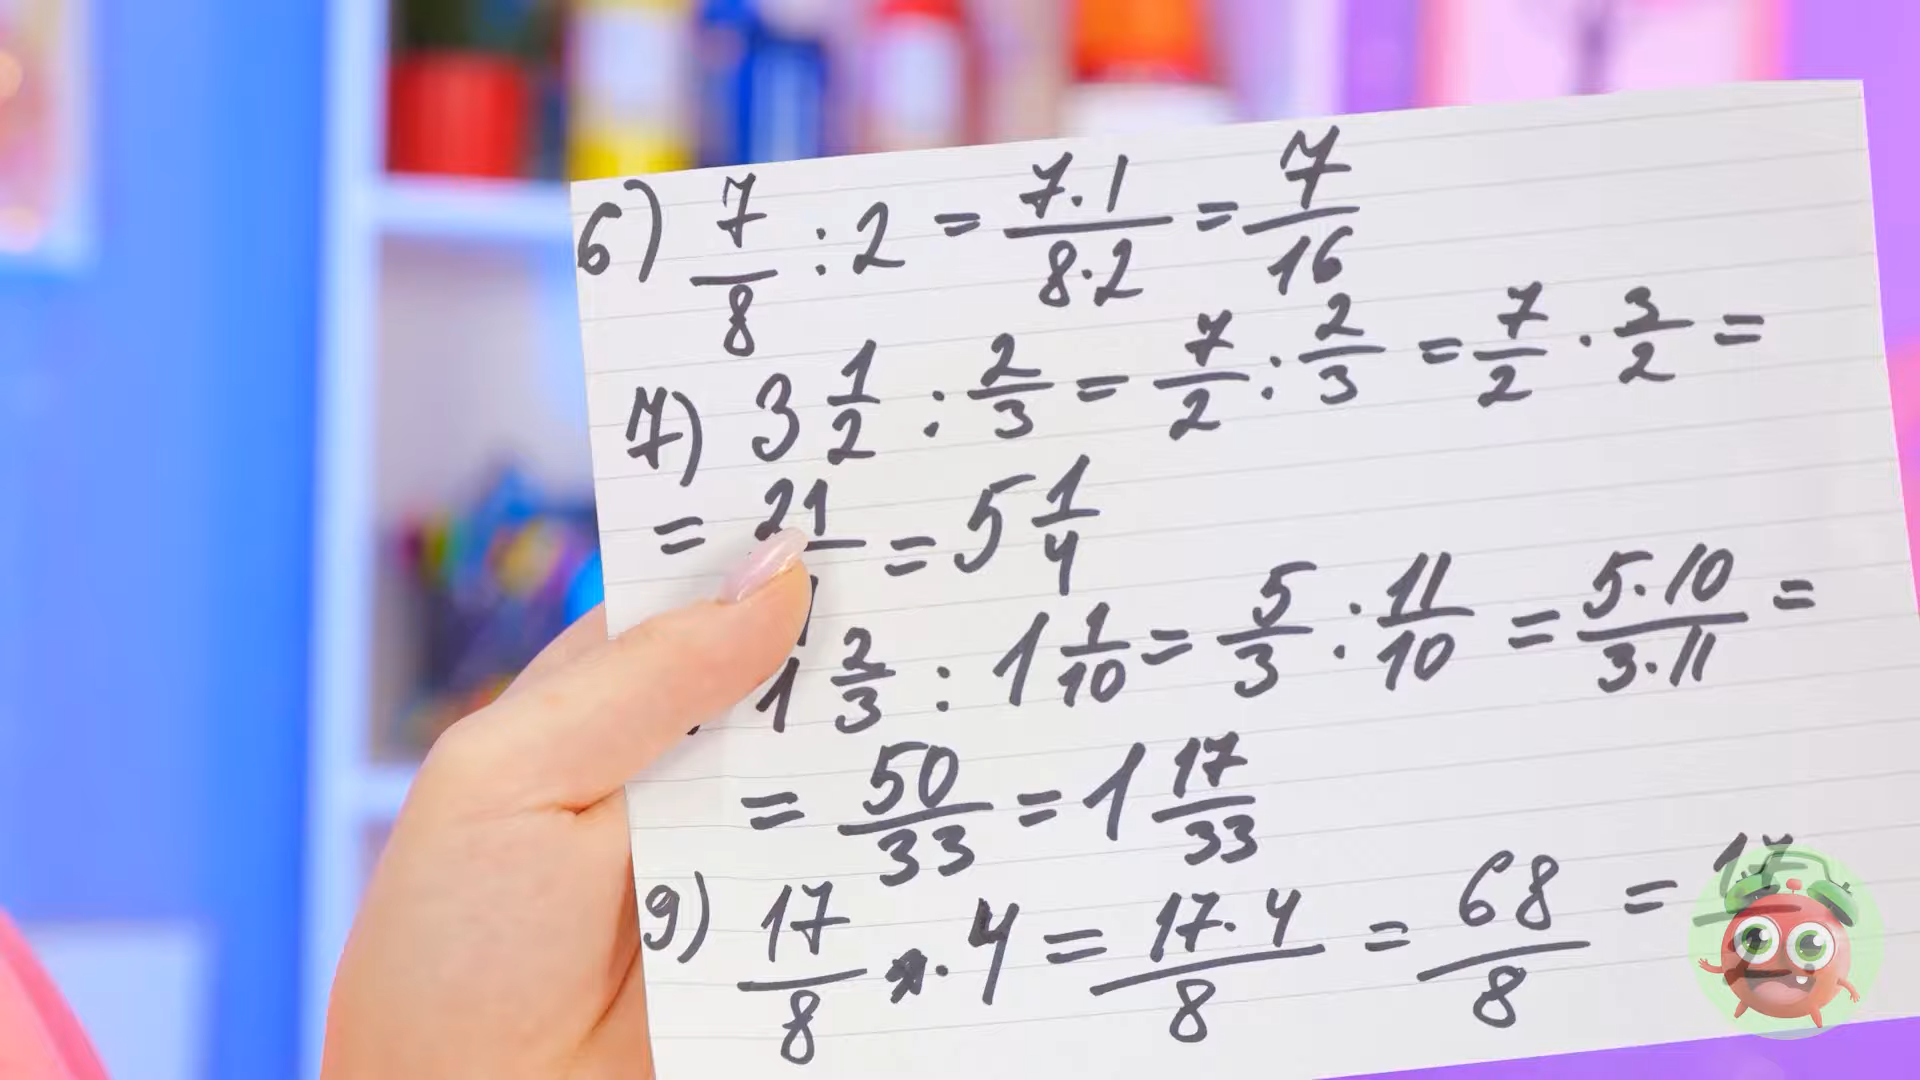 6) 7/8 : 2 = 7·1/8·2 = 7/16
7) 3 1/2 : 2/3 = 7/2 : 2/3 = 7/2 · 3/2 =
= 21/ = 5 1/4
1 2/3 : 1 1/10 = 5/3 : 11/10 = 5·10/3·11 =
= 50/33 = 1 17/33
9) 17/8 · 4 = 17·4/8 = 68/8 =